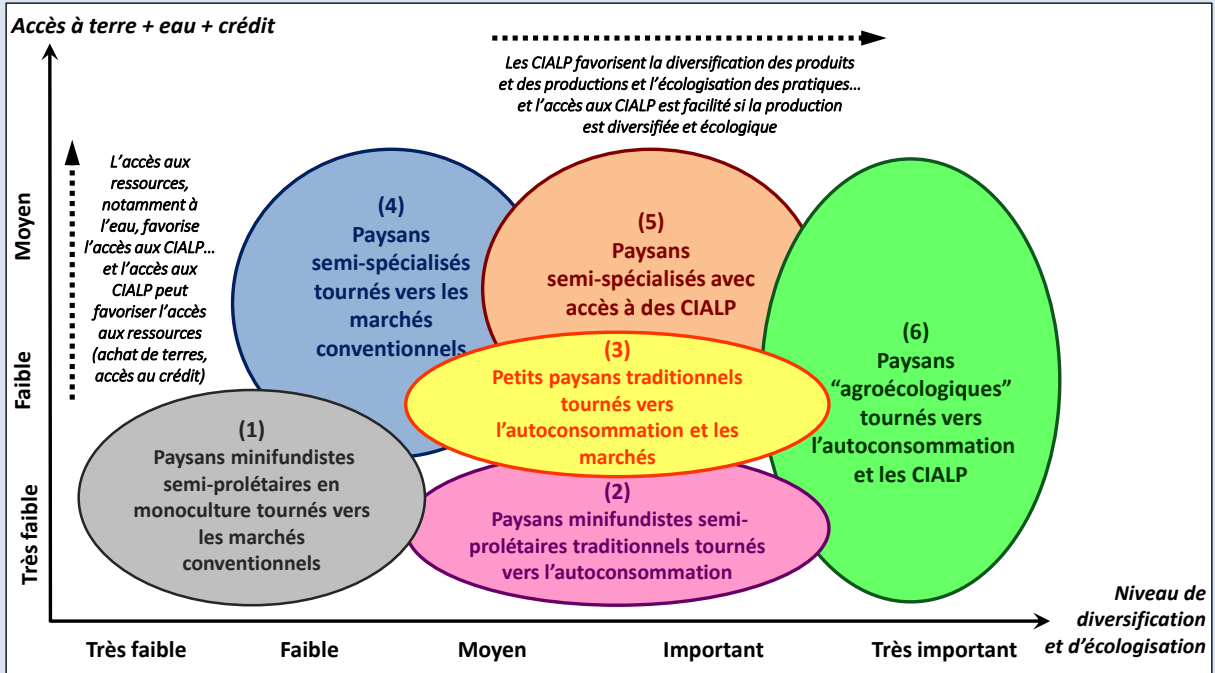 Accès à terre + eau + crédit
Les CIALP favorisent la diversification des produits
et des productions et l’écologisation des pratiques…
et l’accès aux CIALP est facilité si la production
est diversifiée et écologique
L’accès aux
ressources,
notamment à
l’eau, favorise
l’accès aux CIALP…
et l’accès aux
CIALP peut
favoriser l’accès
aux ressources
(achat de terres,
accès au crédit)
Moyen
Faible
Très faible
(4)
Paysans
semi-spécialisés
tournés vers les
marchés
conventionnels
(5)
Paysans
semi-spécialisés avec
accès à des CIALP
(6)
Paysans
“agroécologiques”
tournés vers
l’autoconsommation
et les CIALP
(3)
Petits paysans traditionnels
tournés vers
l’autoconsommation et les
marchés
(1)
Paysans minifundistes
semi-prolétaires en
monoculture tournés vers
les marchés
conventionnels
(2)
Paysans minifundistes semi-
prolétaires traditionnels tournés
vers l’autoconsommation
Très faible
Faible
Moyen
Important
Très important
Niveau de
diversification
et d’écologisation